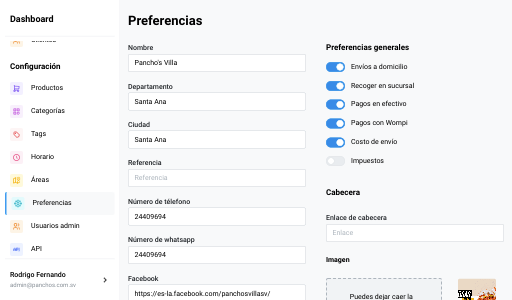 Dashboard
Clientes
Configuración
Productos
Categorías
Tags
Horario
Áreas
Preferencias
Usuarios admin
API
Rodrigo Fernando
admin@panchos.com.sv
Preferencias
Nombre
Pancho's Villa
Departamento
Santa Ana
Ciudad
Santa Ana
Referencia
Referencia
Número de télefono
24409694
Número de whatsapp
24409694
Facebook
https://es-la.facebook.com/panchosvillasv/
Preferencias generales
Envíos a domicilio
Recoger en sucursal
Pagos en efectivo
Pagos con Wompi
Costo de envío
Impuestos
Cabecera
Enlace de cabecera
Enlace
Imagen
Puedes dejar caer la